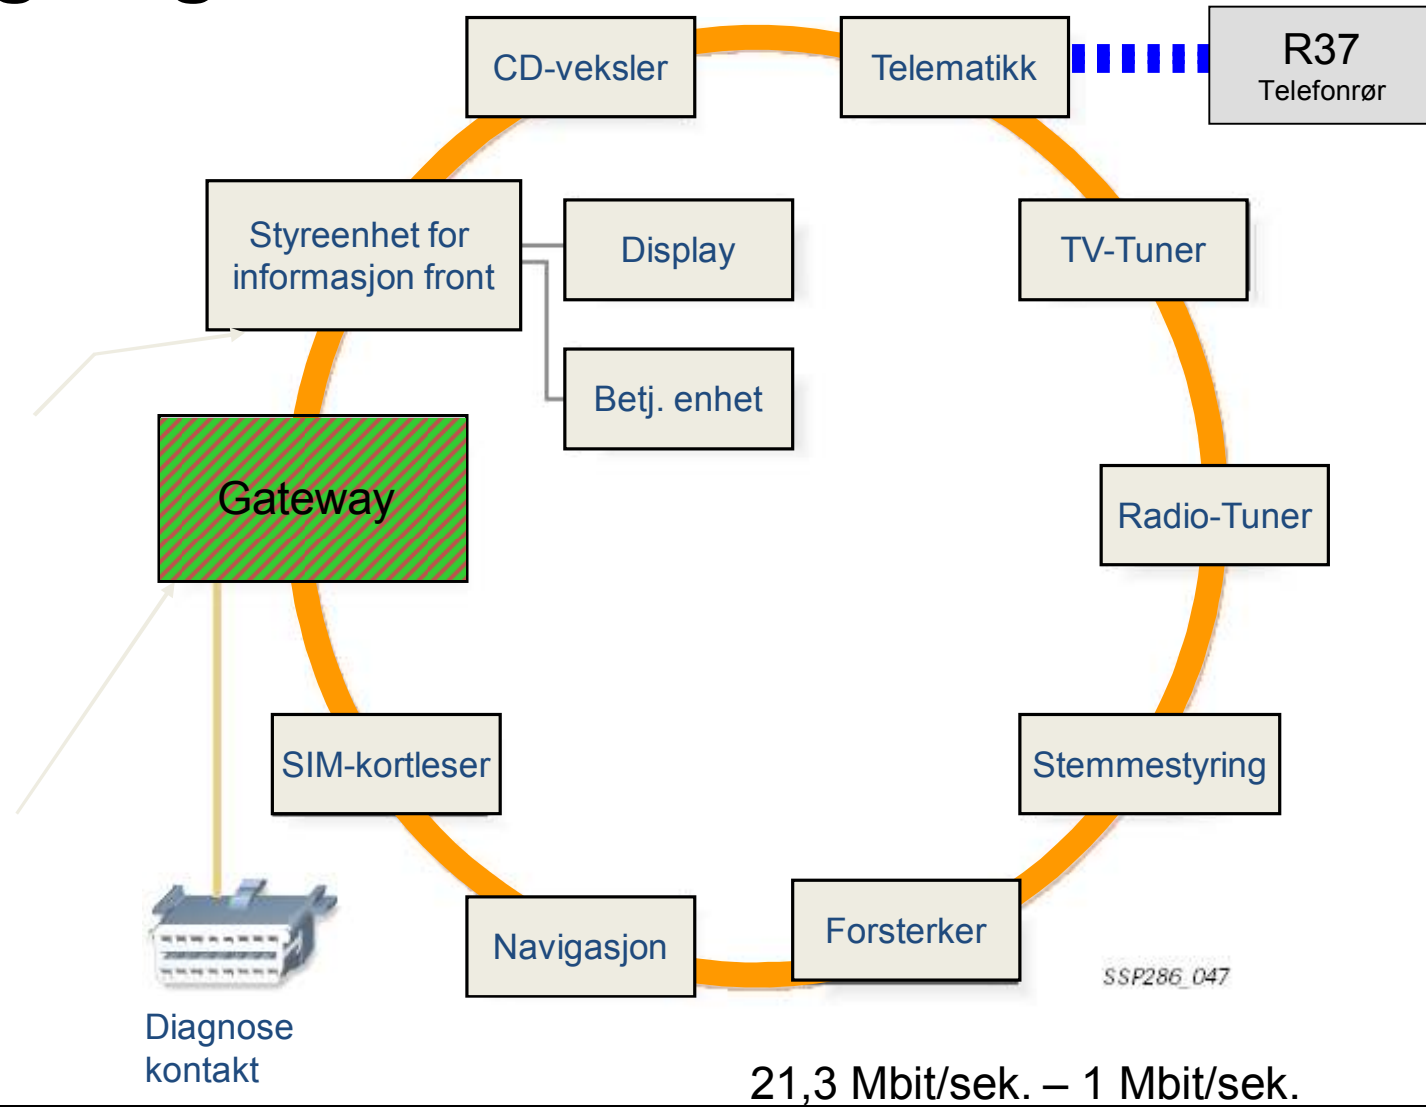 CD-veksler
Telematikk
R37
Telefonrør
Styreenhet for
informasjon front
Display
TV-Tuner
Betj. enhet
Gateway
Radio-Tuner
SIM-kortleser
Stemmestyring
Navigasjon
Forsterker
SSP286_047
Diagnose
kontakt
21,3 Mbit/sek. – 1 Mbit/sek.